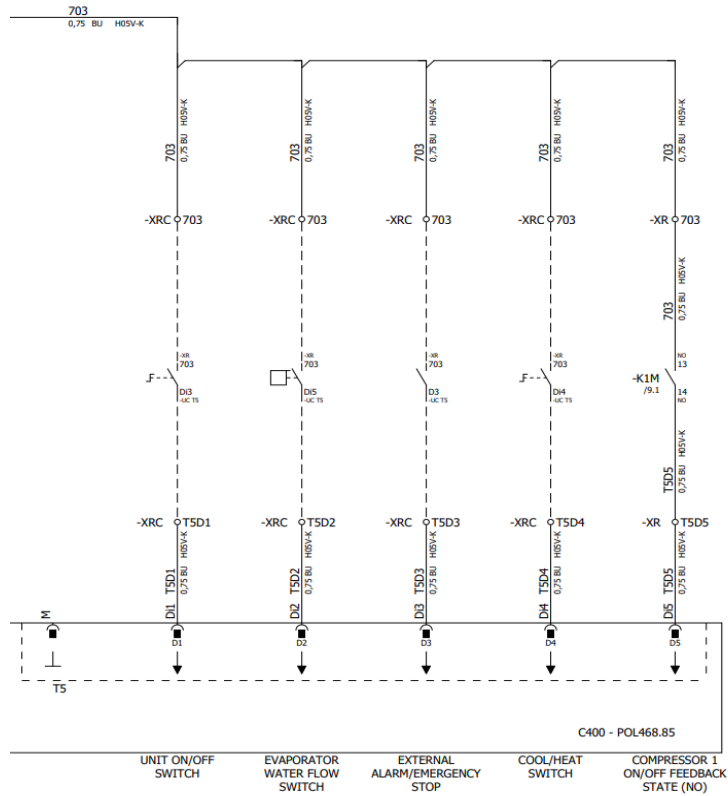 703
0,75 BU H05V-K
703
0,75 BU H05V-K
703
0,75 BU H05V-K
703
0,75 BU H05V-K
703
0,75 BU H05V-K
703
0,75 BU H05V-K
-XRC 703
-XRC 703
-XRC 703
-XRC 703
-XR 703
703
0,75 BU H05V-K
-XR
703
Di3
-UC T5
-XR
703
Di5
-UC T5
-XR
703
D3
-UC T5
-XR
703
Di4
-UC T5
NO
13
-K1M
/9.1
14
NO
T5D5
0,75 BU H05V-K
-XRC T5D1
-XRC T5D2
-XRC T5D3
-XRC T5D4
-XR T5D5
T5D1
0,75 BU H05V-K
T5D2
0,75 BU H05V-K
T5D3
0,75 BU H05V-K
T5D4
0,75 BU H05V-K
T5D5
0,75 BU H05V-K
M
Di1
Di2
Di3
Di4
Di5
D1
D2
D3
D4
D5
T5
C400 - POL468.85
UNIT ON/OFF
SWITCH
EVAPORATOR
WATER FLOW
SWITCH
EXTERNAL
ALARM/EMERGENCY
STOP
COOL/HEAT
SWITCH
COMPRESSOR 1
ON/OFF FEEDBACK
STATE (NO)